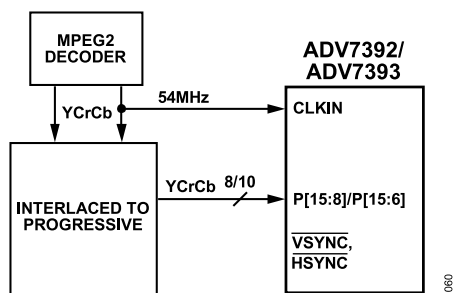 MPEG2
DECODER
YCrCb
54MHz
INTERLACED TO
PROGRESSIVE
YCrCb
8/10
ADV7392/
ADV7393
CLKIN
P[15:8]/P[15:6]
VSYNC,
HSYNC
060